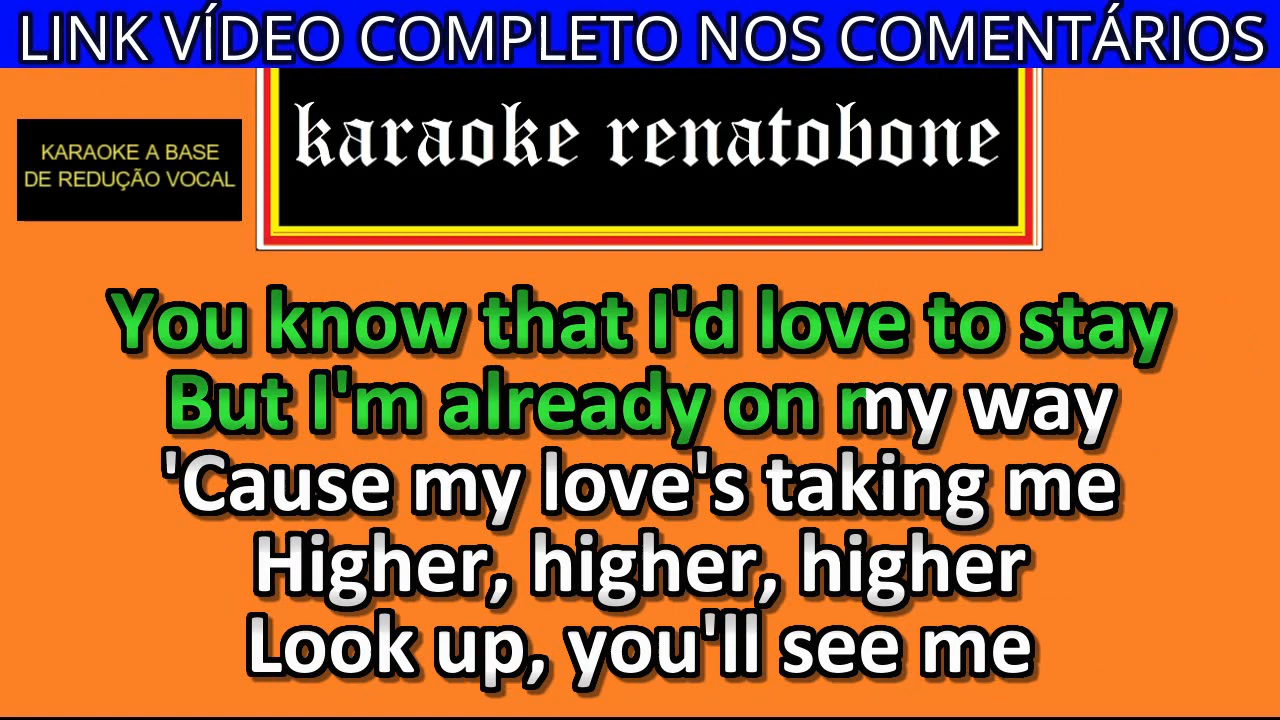 LINK VÍDEO COMPLETO NOS COMENTÁRIOS
karaoke renatobone
KARAOKE A BASE
DE REDUÇÃO VOCAL
You know that I'd love to stay
But I'm already on my way
'Cause my love's taking me
Higher, higher, higher
Look up, you'll see me